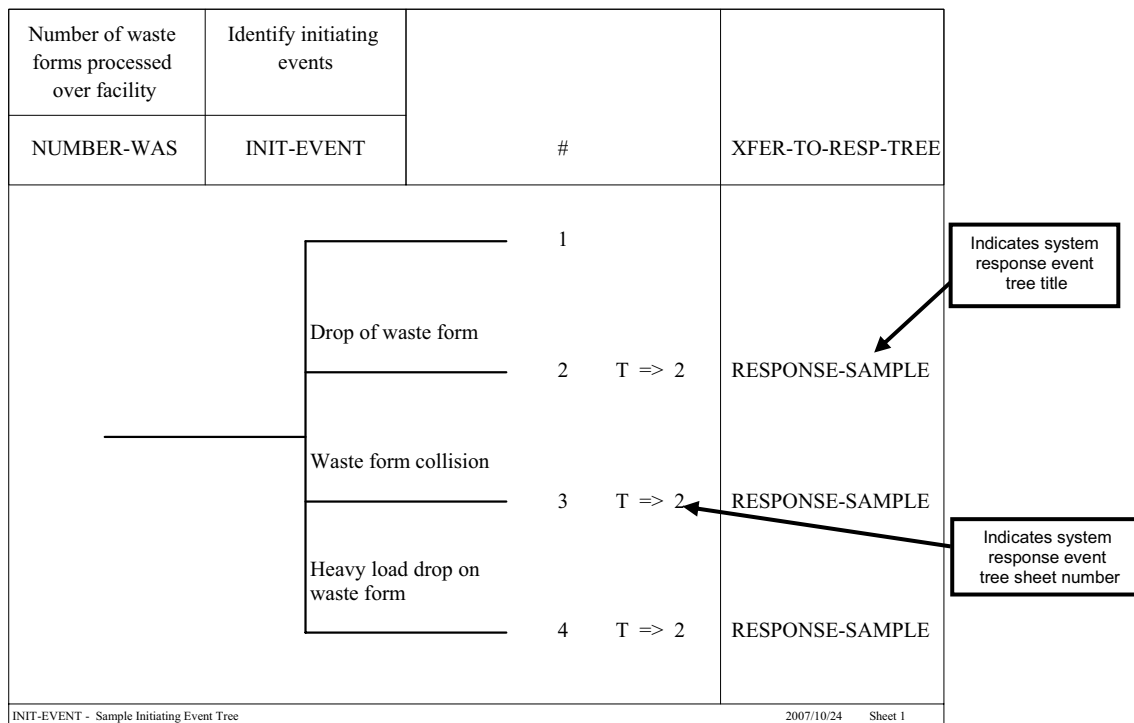 Number of waste
forms processed
over facility
Identify initiating
events
NUMBER-WAS
INIT-EVENT
#
XFER-TO-RESP-TREE
1
Indicates system
response event
tree title
Drop of waste form
2 T => 2 RESPONSE-SAMPLE
Waste form collision
3 T => 2 RESPONSE-SAMPLE
Indicates system
response event
tree sheet number
Heavy load drop on
waste form
4 T => 2 RESPONSE-SAMPLE
INIT-EVENT - Sample Initiating Event Tree 2007/10/24 Sheet 1